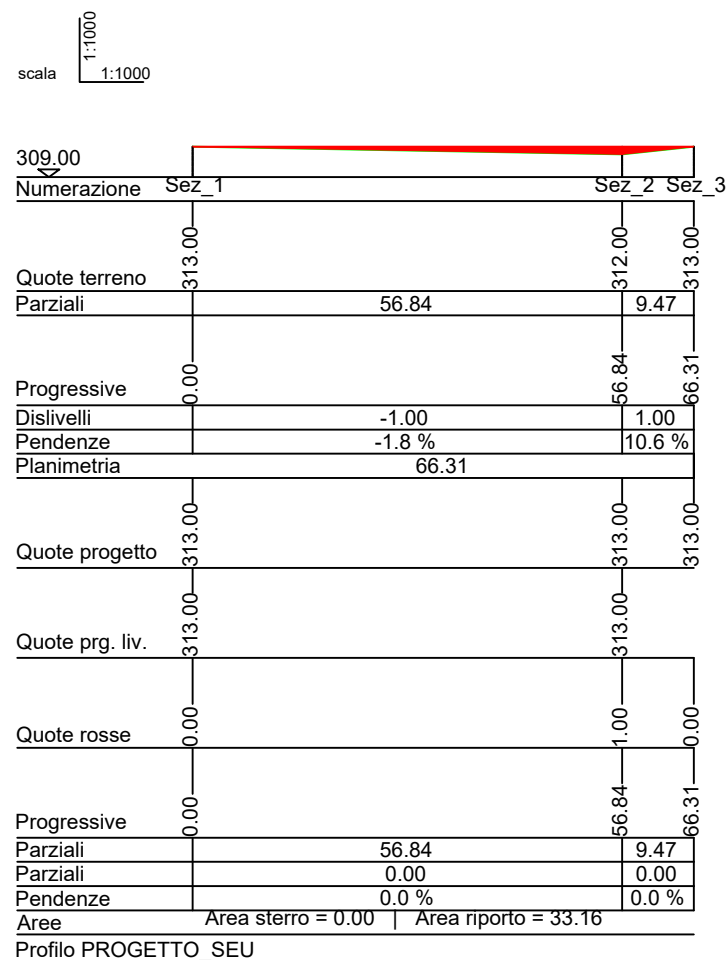 1:1000
scala 1:1000
309.00
Numerazione Sez_1 Sez_2 Sez_3
Quote terreno 313.00 312.00 313.00
Parziali 56.84 9.47
Progressive 0.00 56.84 66.31
Dislivelli -1.00 1.00
Pendenze -1.8 % 10.6 %
Planimetria 66.31
Quote progetto 313.00 313.00 313.00
Quote prg. liv. 313.00 313.00
Quote rosse 0.00 1.00 0.00
Progressive 0.00 56.84 66.31
Parziali 56.84 9.47
Parziali 0.00 0.00
Pendenze 0.0 % 0.0 %
Aree Area sterro = 0.00 | Area riporto = 33.16
Profilo PROGETTO_SEU